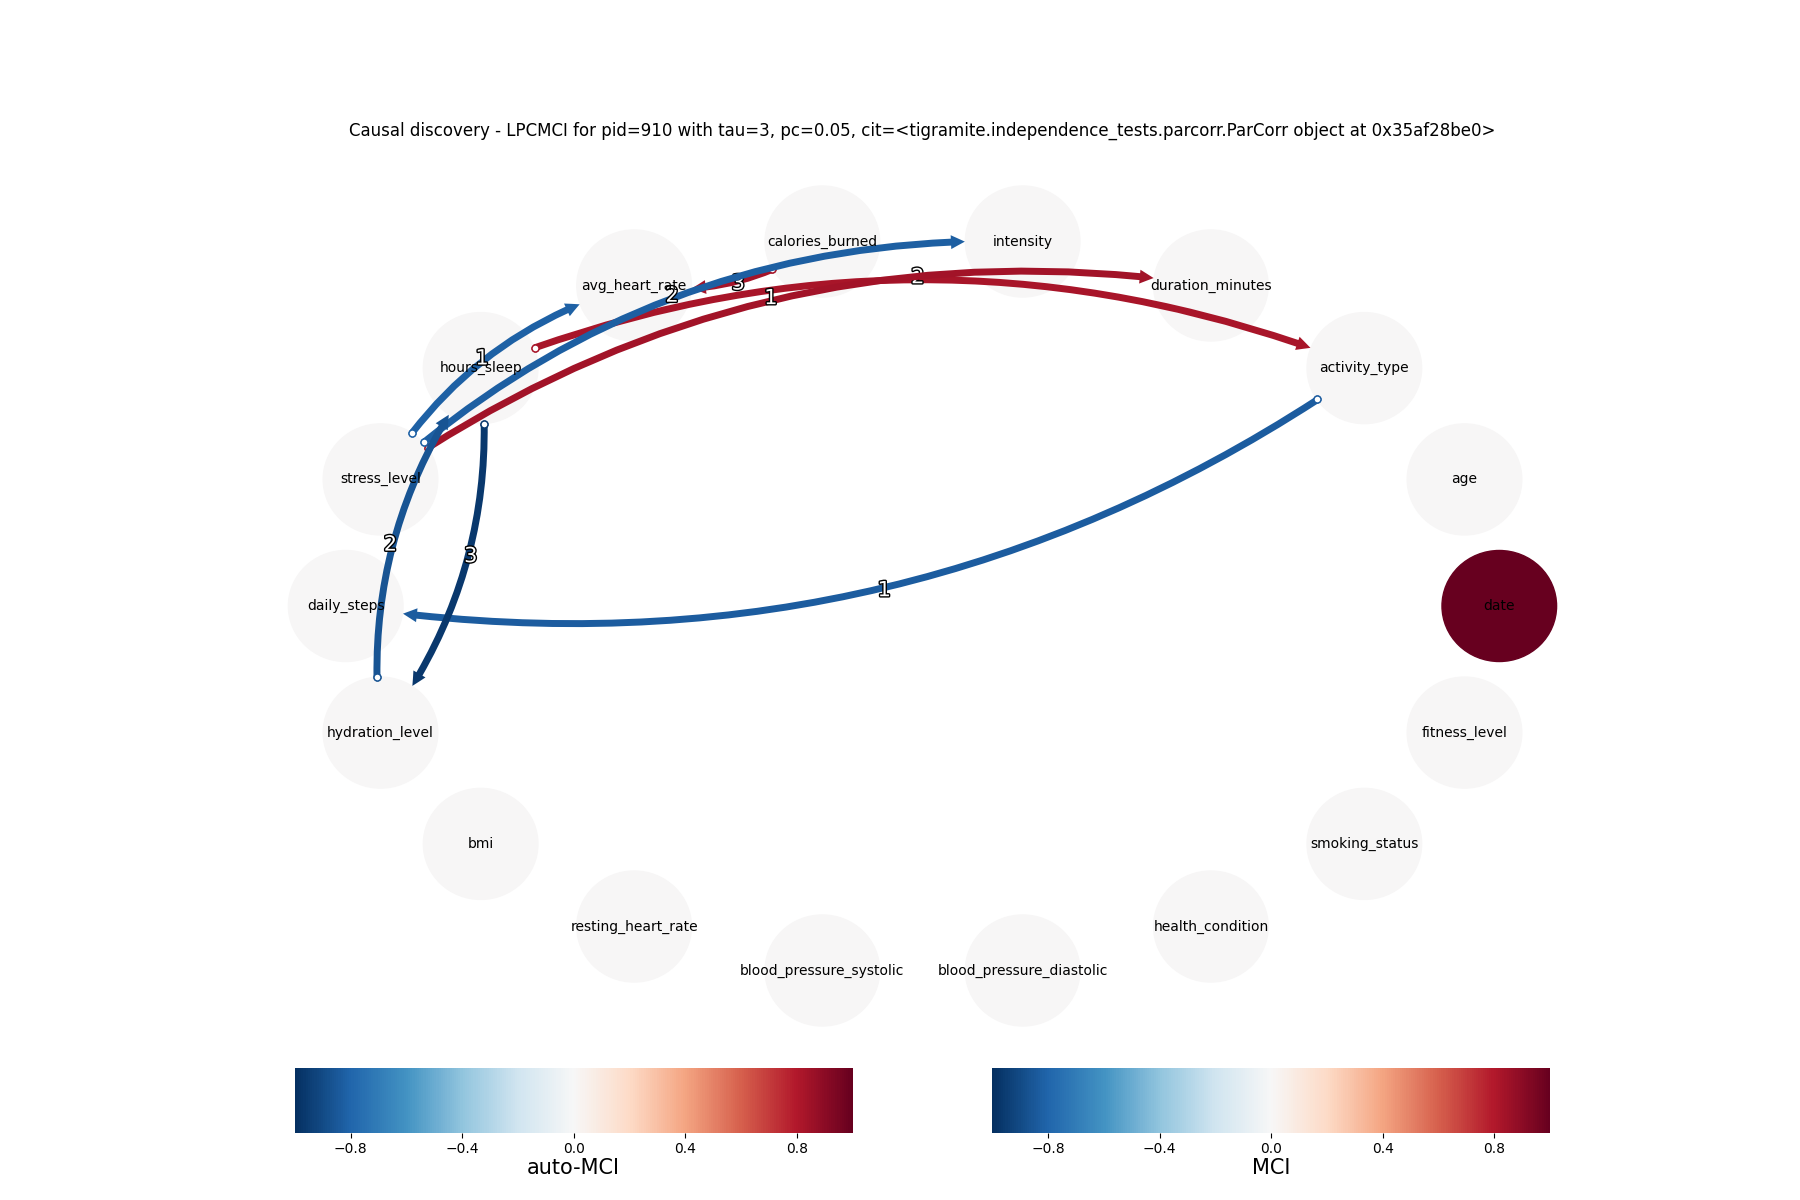 Causal discovery - LPCMCI for pid=910 with tau=3, pc=0.05, cit=<tigramite.independence_tests.parcorr.ParCorr object at 0x35af28be0>
calories_burned
intensity
avg_heart_rate
duration_minutes
3
2
2
1
1
hours_sleep
activity_type
stress_level
age
2
3
1
daily_steps
date
hydration_level
fitness_level
bmi
smoking_status
resting_heart_rate
health_condition
blood_pressure_systolic
blood_pressure_diastolic
−0.8 −0.4 0.0 0.4 0.8
auto-MCI
−0.8 −0.4 0.0 0.4 0.8
MCI